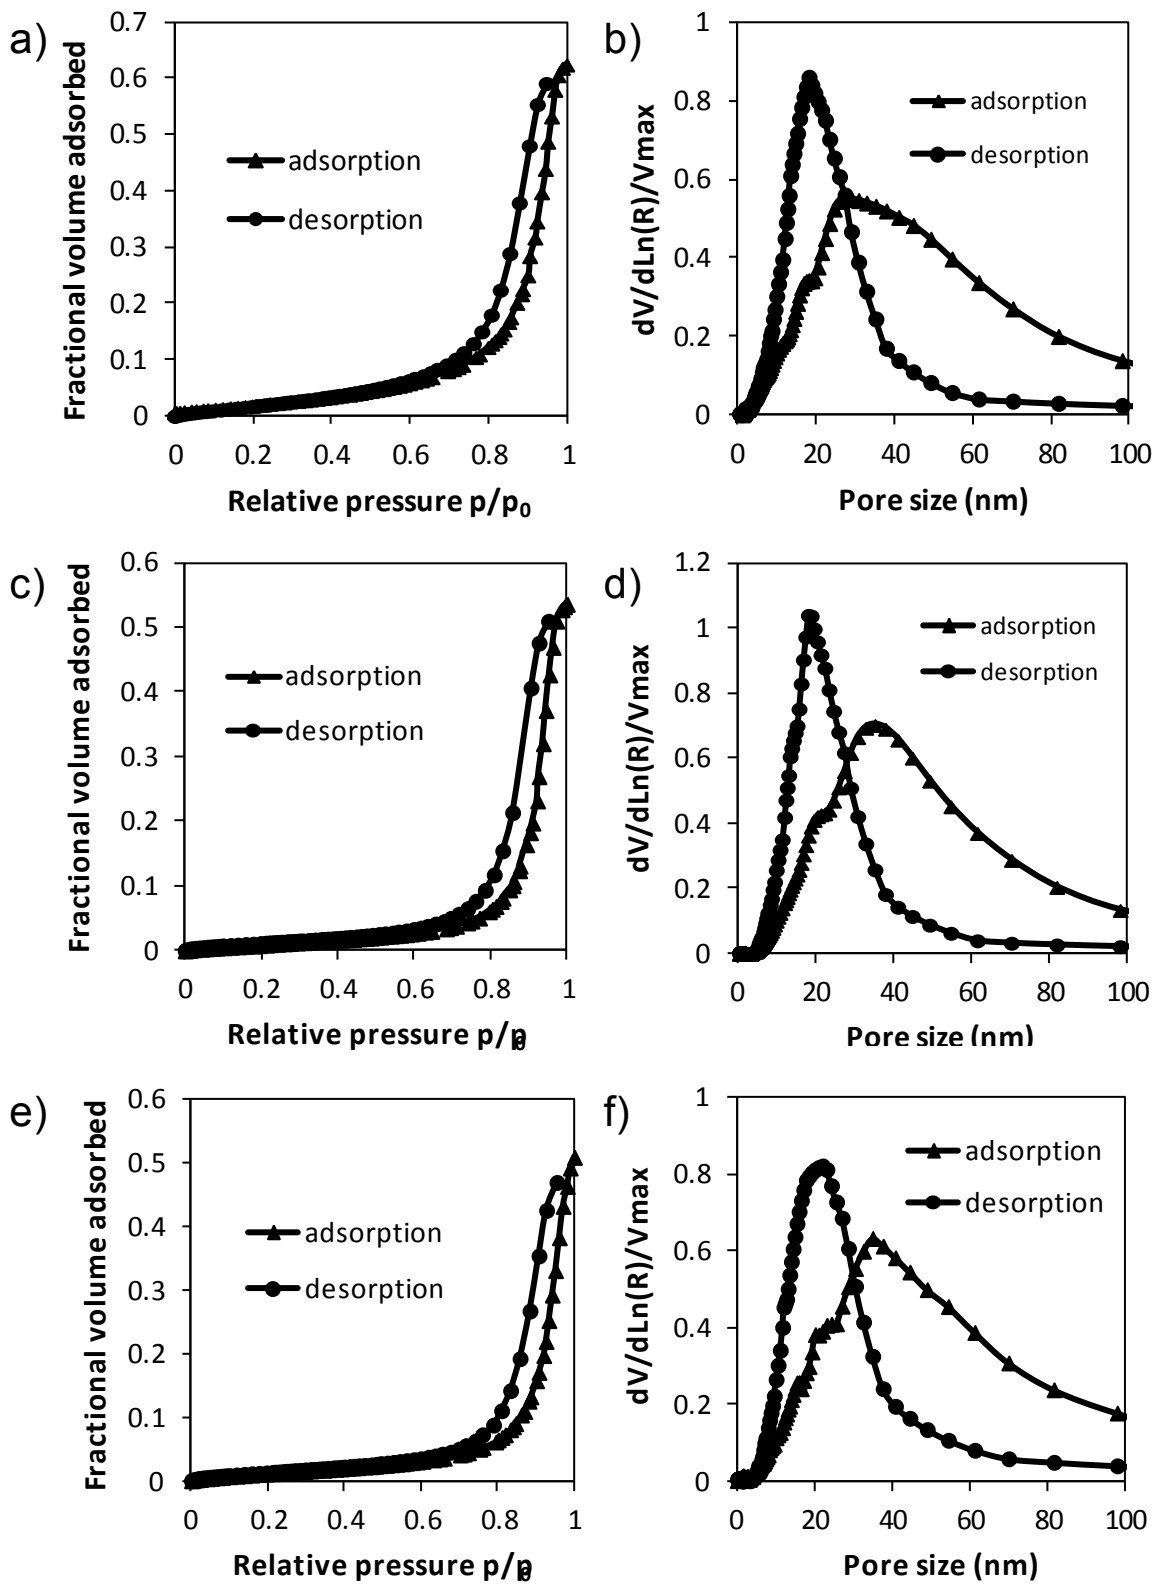 a)
Fractional volume adsorbed
0.7
0.6
0.5
0.4
0.3
0.2
0.1
0
adsorption
desorption
0 0.2 0.4 0.6 0.8 1
Relative pressure p/p0
b)
dV/dLn(R)/Vmax
1
0.8
0.6
0.4
0.2
0
adsorption
desorption
0 20 40 60 80 100
Pore size (nm)
c)
Fractional volume adsorbed
0.6
0.5
0.4
0.3
0.2
0.1
0
adsorption
desorption
0 0.2 0.4 0.6 0.8 1
Relative pressure p/p0
d)
dV/dLn(R)/Vmax
1.2
1
0.8
0.6
0.4
0.2
0
adsorption
desorption
0 20 40 60 80 100
Pore size (nm)
e)
Fractional volume adsorbed
0.6
0.5
0.4
0.3
0.2
0.1
0
adsorption
desorption
0 0.2 0.4 0.6 0.8 1
Relative pressure p/p0
f)
dV/dLn(R)/Vmax
1
0.8
0.6
0.4
0.2
0
adsorption
desorption
0 20 40 60 80 100
Pore size (nm)